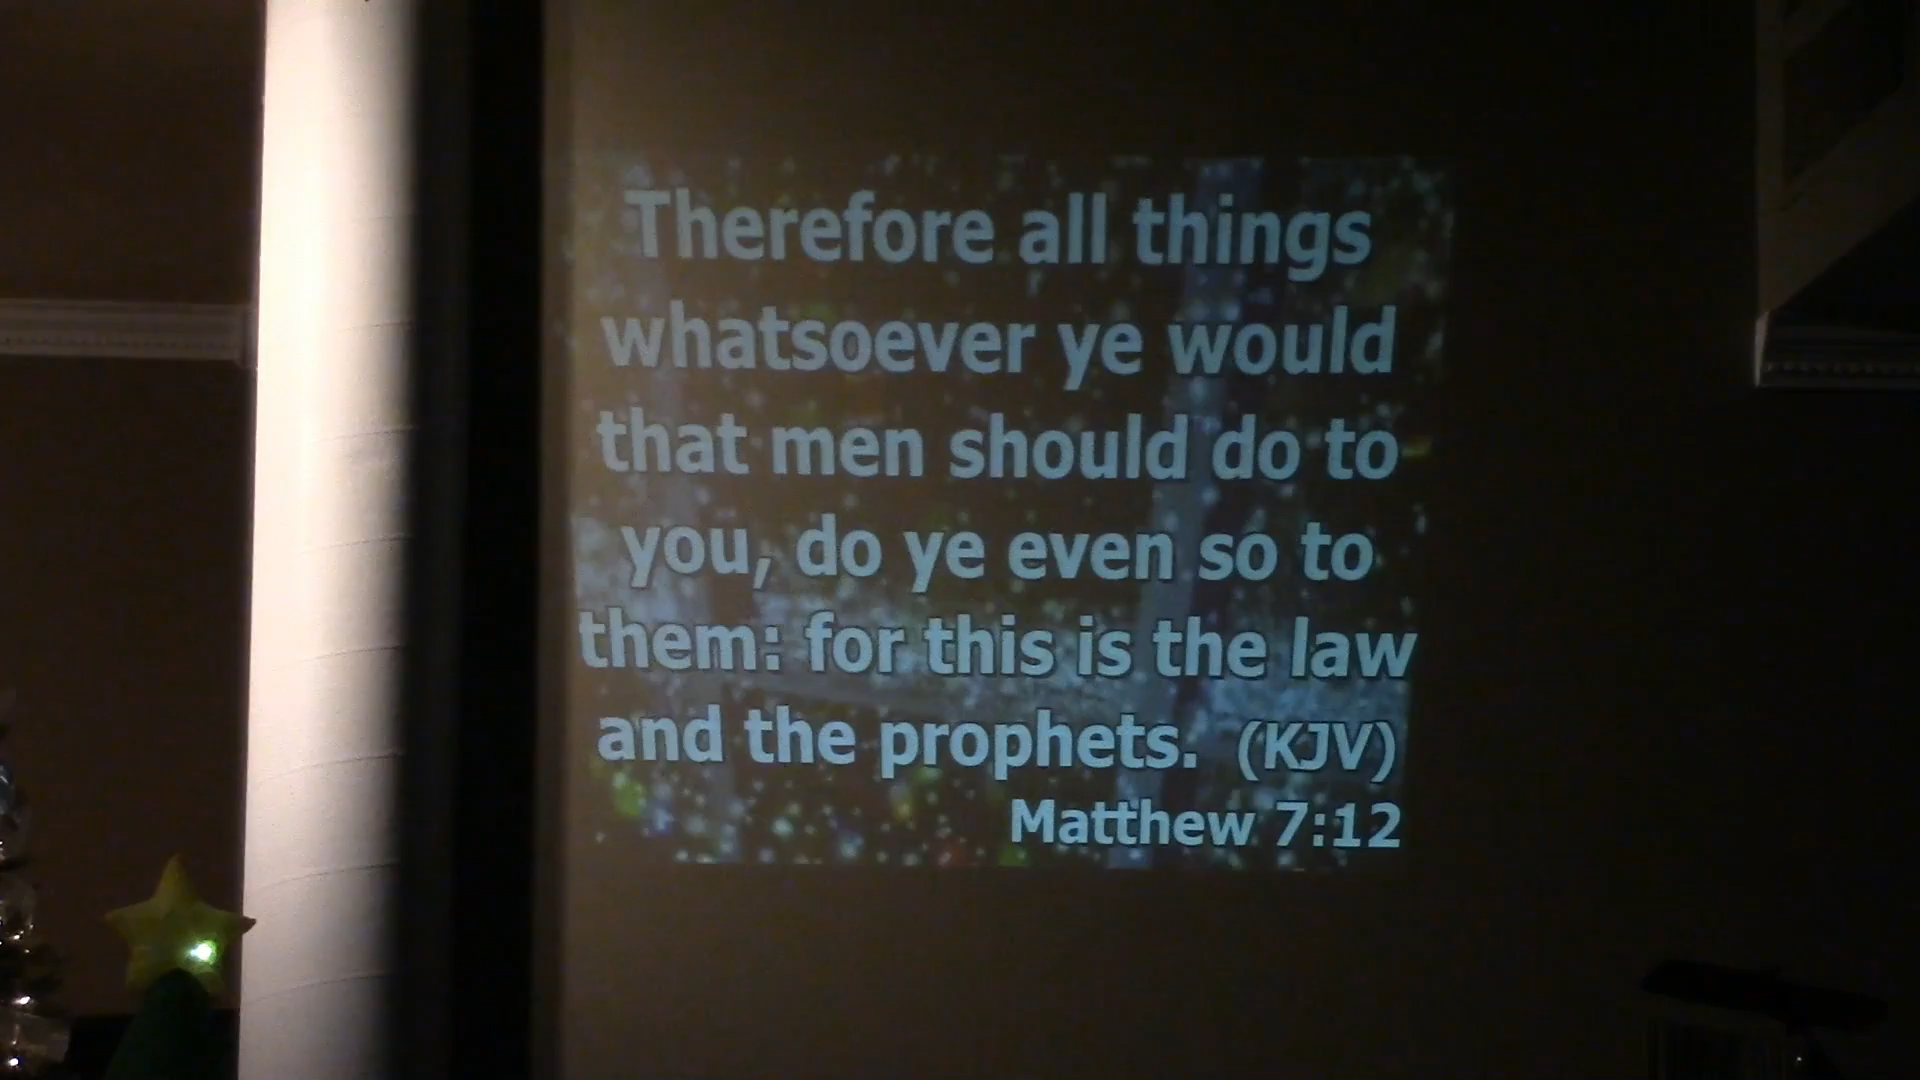 Therefore all things
whatsoever ye would
that men should do to
you, do ye even so to
them: for this is the law
and the prophets. (KJV)
Matthew 7:12